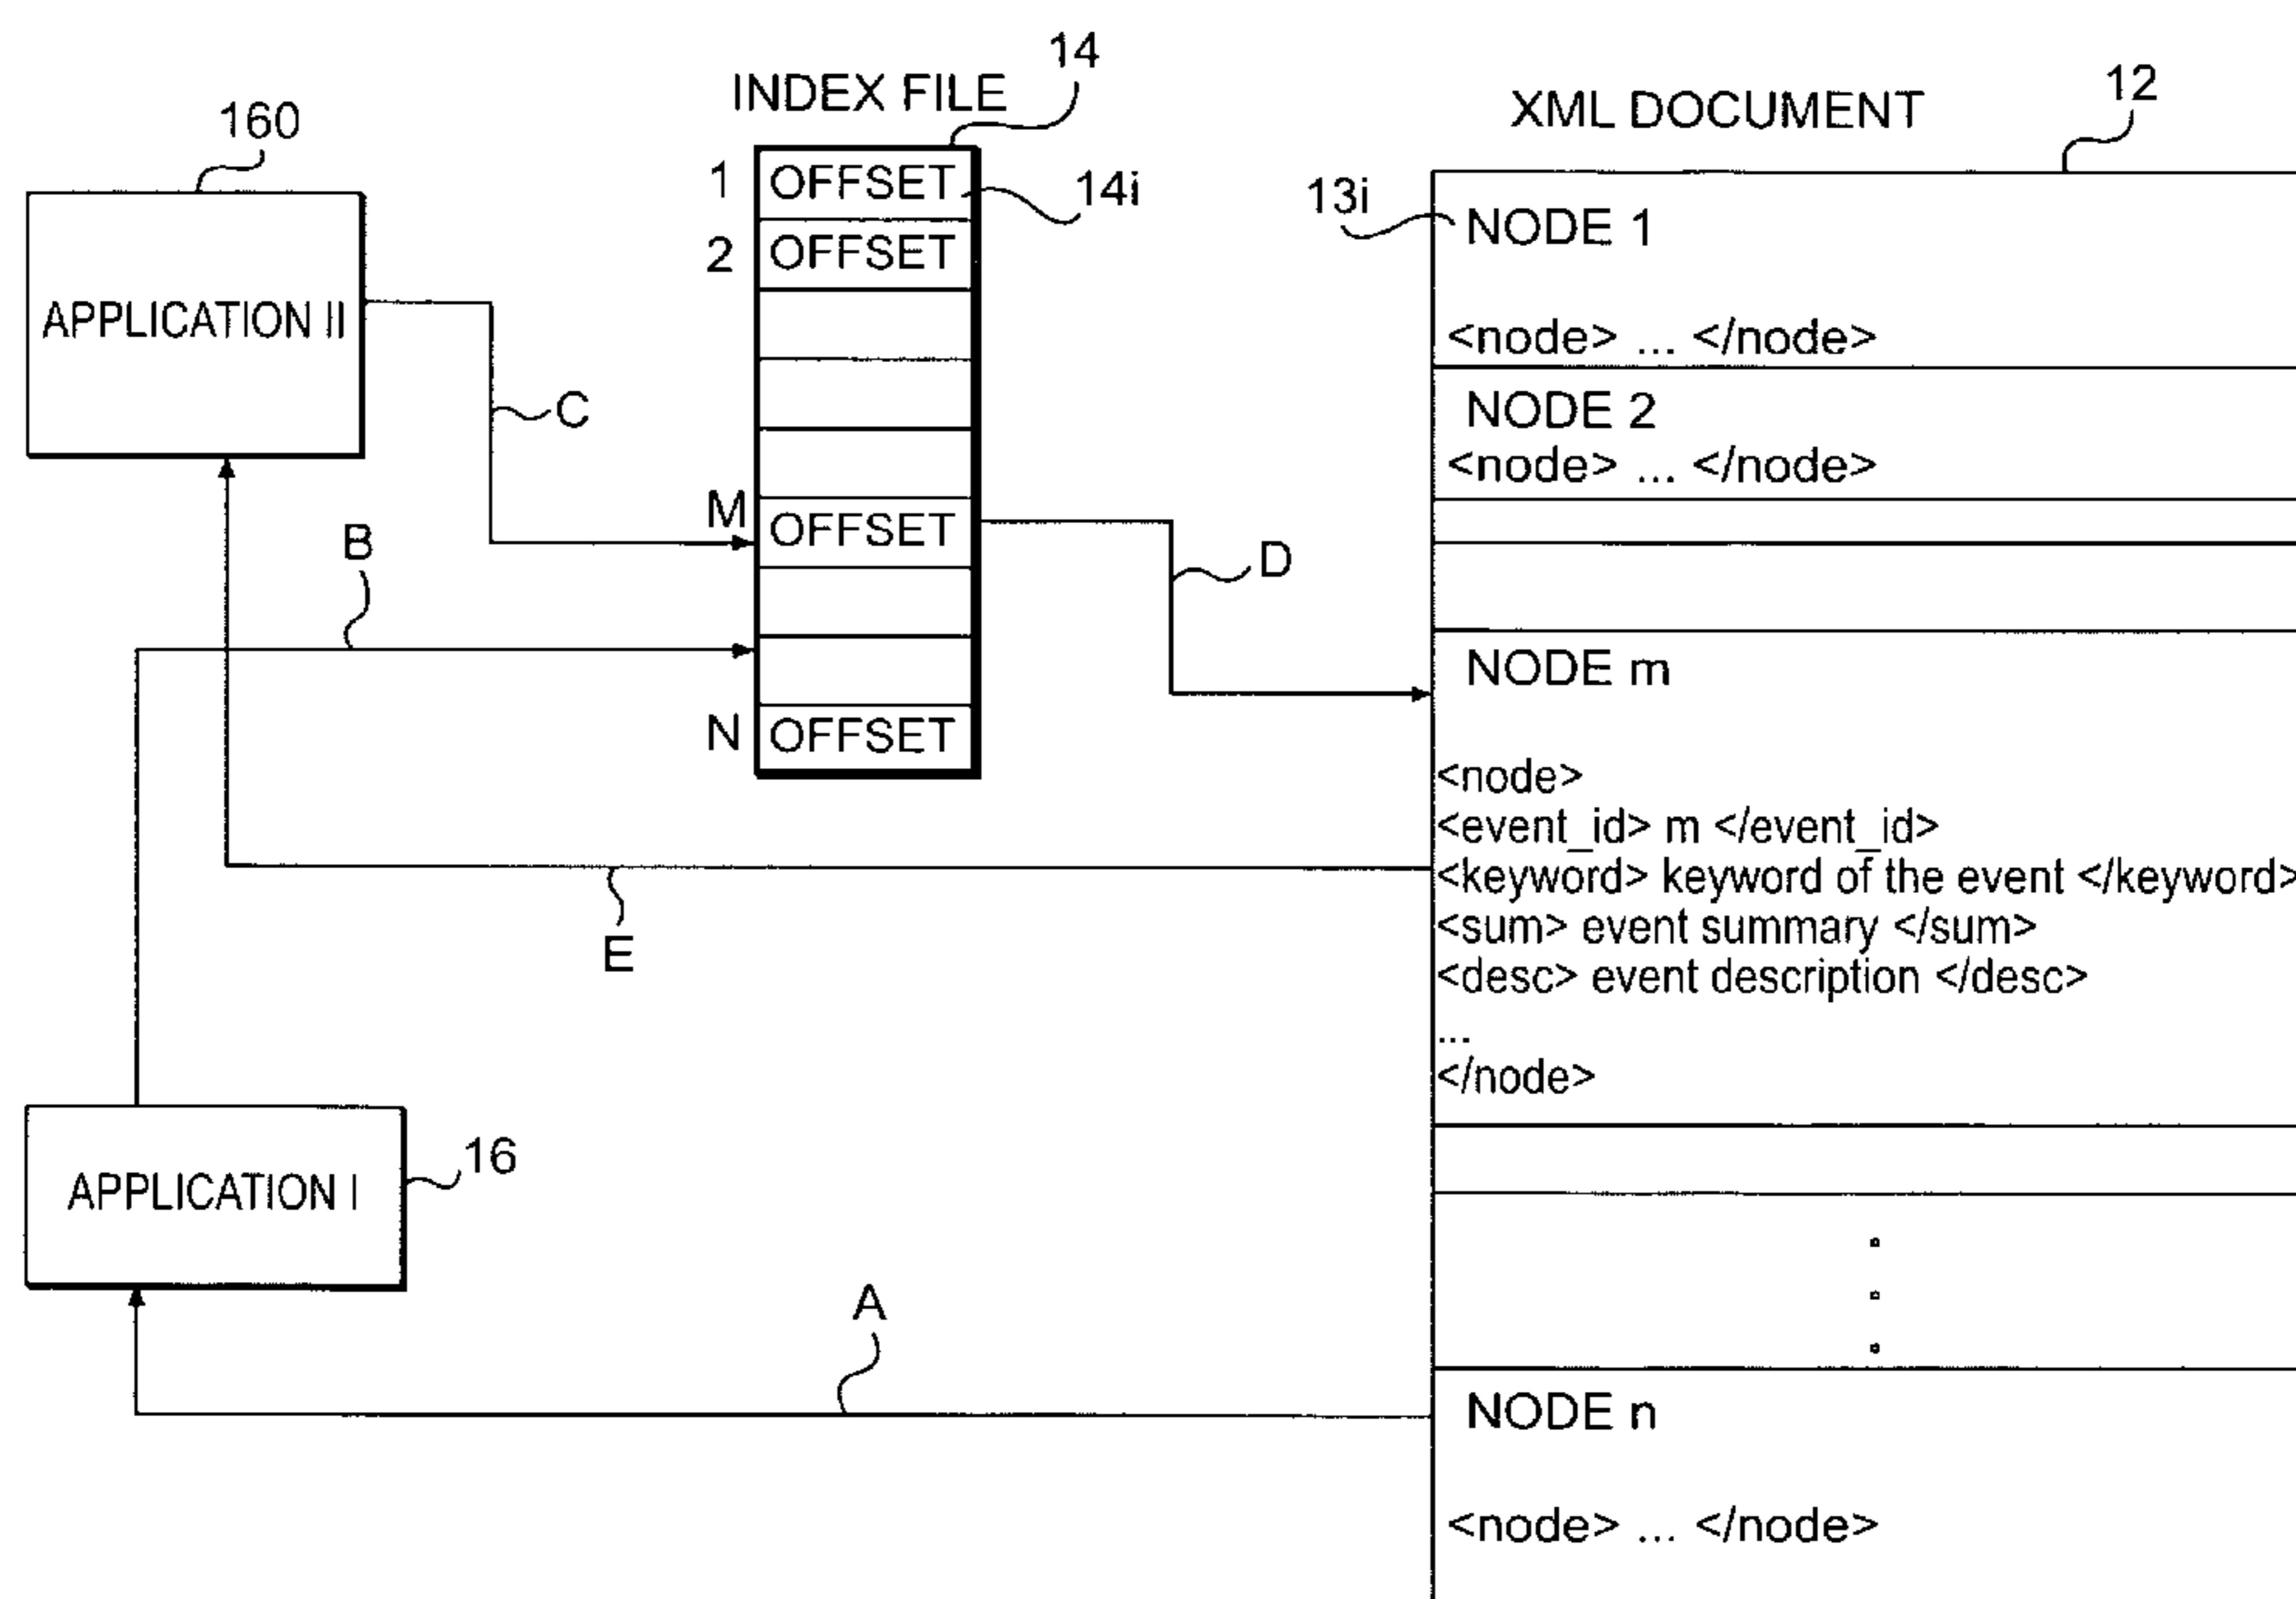 160
APPLICATION II
C
B
E
APPLICATION I
16
A
INDEX FILE
14
1 OFFSET
14i
2 OFFSET
M OFFSET
N OFFSET
D
XML DOCUMENT
12
13i
NODE 1
<node> ... </node>
NODE 2
<node> ... </node>
NODE m
<node>
<event_id> m </event_id>
<keyword> keyword of the event </keyword>
<sum> event summary </sum>
<desc> event description </desc>
...
</node>
NODE n
<node> ... </node>